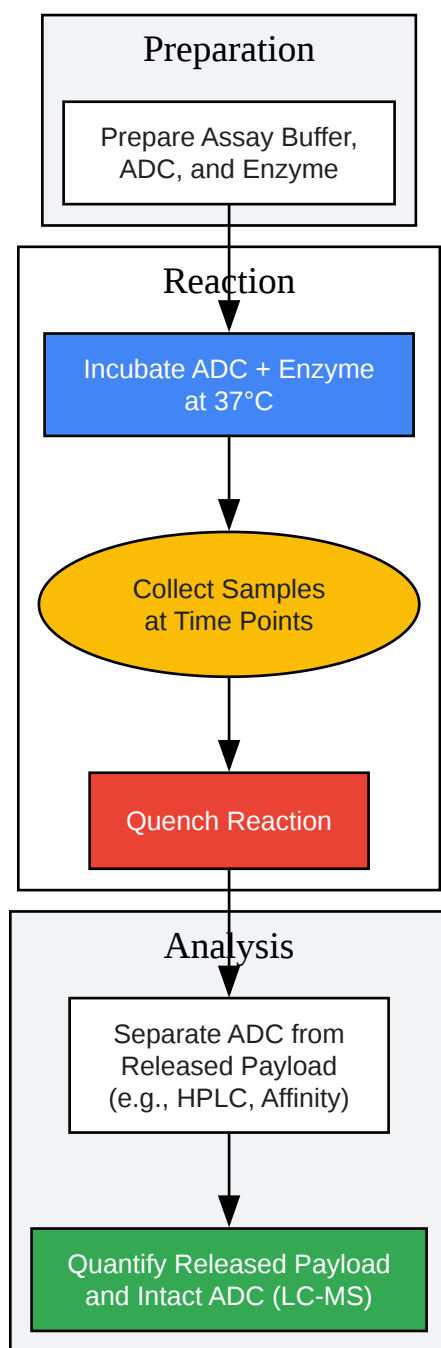 Preparation
Prepare Assay Buffer,
ADC, and Enzyme
Reaction
Incubate ADC + Enzyme
at 37°C
Collect Samples
at Time Points
Quench Reaction
Analysis
Separate ADC from
Released Payload
(e.g., HPLC, Affinity)
Quantify Released Payload
and Intact ADC (LC-MS)